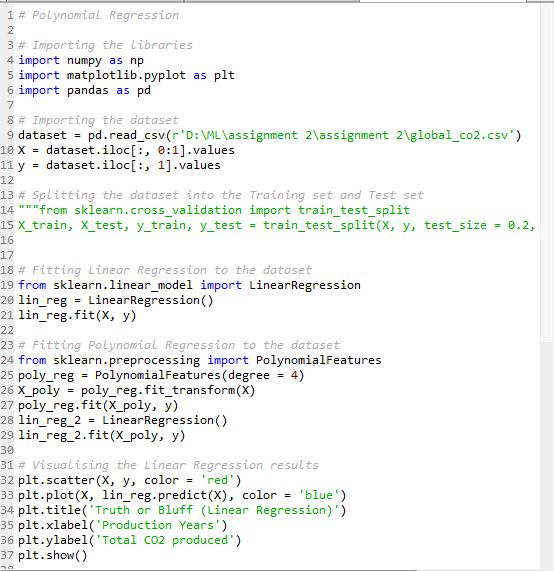 1 # Polynomial Regression
2
3 # Importing the libraries
4 import numpy as np
5 import matplotlib.pyplot as plt
6 import pandas as pd
7
8 # Importing the dataset
9 dataset = pd.read_csv(r'D:\ML\assignment 2\assignment 2\global_co2.csv')
10 X = dataset.iloc[:, 0:1].values
11 y = dataset.iloc[:, 1].values
12
13 # Splitting the dataset into the Training set and Test set
14 """from sklearn.cross_validation import train_test_split
15 X_train, X_test, y_train, y_test = train_test_split(X, y, test_size = 0.2,
16
17
18 # Fitting Linear Regression to the dataset
19 from sklearn.linear_model import LinearRegression
20 lin_reg = LinearRegression()
21 lin_reg.fit(X, y)
22
23 # Fitting Polynomial Regression to the dataset
24 from sklearn.preprocessing import PolynomialFeatures
25 poly_reg = PolynomialFeatures(degree = 4)
26 X_poly = poly_reg.fit_transform(X)
27 poly_reg.fit(X_poly, y)
28 lin_reg_2 = LinearRegression()
29 lin_reg_2.fit(X_poly, y)
30
31 # Visualising the Linear Regression results
32 plt.scatter(X, y, color = 'red')
33 plt.plot(X, lin_reg.predict(X), color = 'blue')
34 plt.title('Truth or Bluff (Linear Regression)')
35 plt.xlabel('Production Years')
36 plt.ylabel('Total CO2 produced')
37 plt.show()